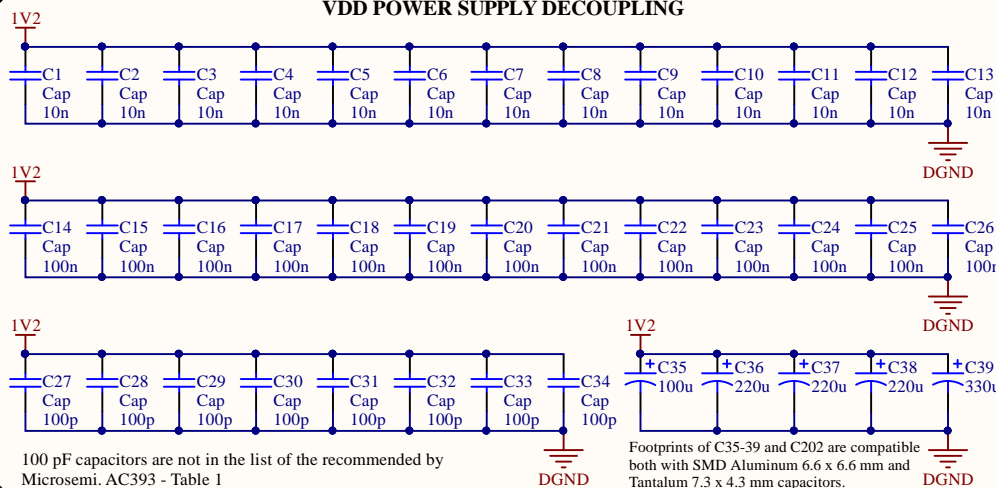 VDD POWER SUPPLY DECOUPLING
1V2
C1 C2 C3 C4 C5 C6 C7 C8 C9 C10 C11 C12 C13
Cap Cap Cap Cap Cap Cap Cap Cap Cap Cap Cap Cap Cap
10n 10n 10n 10n 10n 10n 10n 10n 10n 10n 10n 10n 10n
DGND
1V2
C14 C15 C16 C17 C18 C19 C20 C21 C22 C23 C24 C25 C26
Cap Cap Cap Cap Cap Cap Cap Cap Cap Cap Cap Cap Cap
100n 100n 100n 100n 100n 100n 100n 100n 100n 100n 100n 100n 100n
DGND
1V2
C27 C28 C29 C30 C31 C32 C33 C34
Cap Cap Cap Cap Cap Cap Cap Cap
100p 100p 100p 100p 100p 100p 100p 100p
DGND
100 pF capacitors are not in the list of the recommended by
Microsemi. AC393 - Table 1
1V2
+ C35 + C36 + C37 + C38 + C39
100u 220u 220u 220u 330u
DGND
Footprints of C35-39 and C202 are compatible
both with SMD Aluminum 6.6 x 6.6 mm and
Tantalum 7.3 x 4.3 mm capacitors.